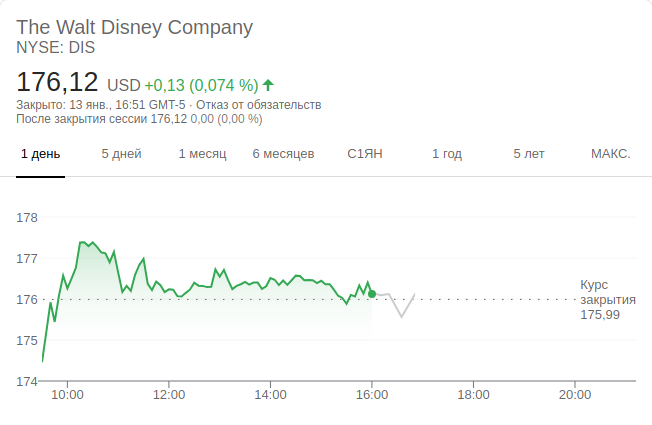 The Walt Disney Company
NYSE: DIS
176,12 USD +0,13 (0,074 %)
Закрыто: 13 янв., 16:51 GMT-5 · Отказ от обязательств
После закрытия сессии 176,12 0,00 (0,00 %)
1 день 5 дней 1 месяц 6 месяцев С1ЯН 1 год 5 лет МАКС.
178
177
176
175
174
Курс
закрытия
175,99
10:00 12:00 14:00 16:00 18:00 20:00